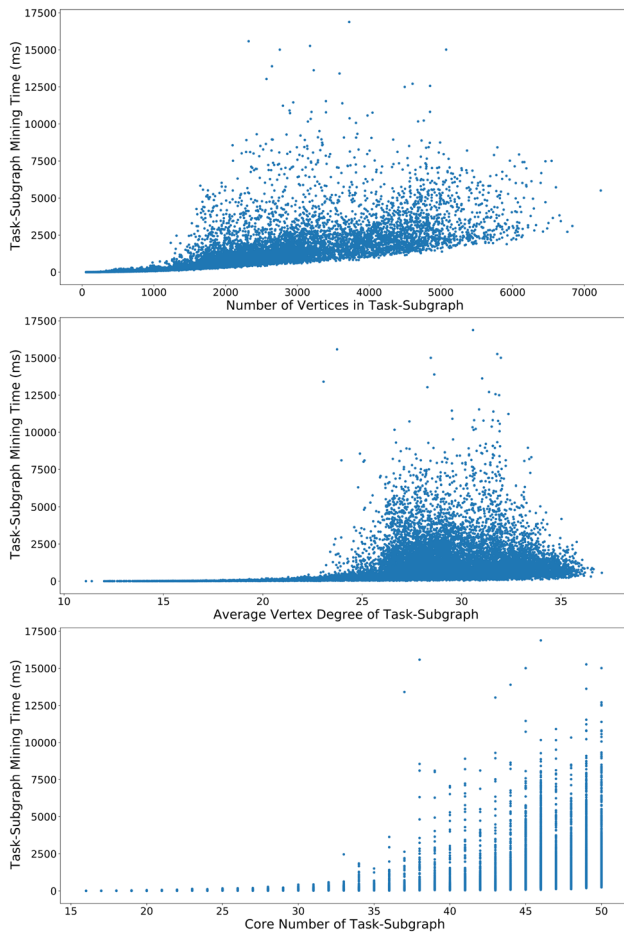 17500
15000
12500
10000
7500
5000
2500
0
Task-Subgraph Mining Time (ms)
0 1000 2000 3000 4000 5000 6000 7000
Number of Vertices in Task-Subgraph
17500
15000
12500
10000
7500
5000
2500
0
Task-Subgraph Mining Time (ms)
10 15 20 25 30 35
Average Vertex Degree of Task-Subgraph
17500
15000
12500
10000
7500
5000
2500
0
Task-Subgraph Mining Time (ms)
15 20 25 30 35 40 45 50
Core Number of Task-Subgraph